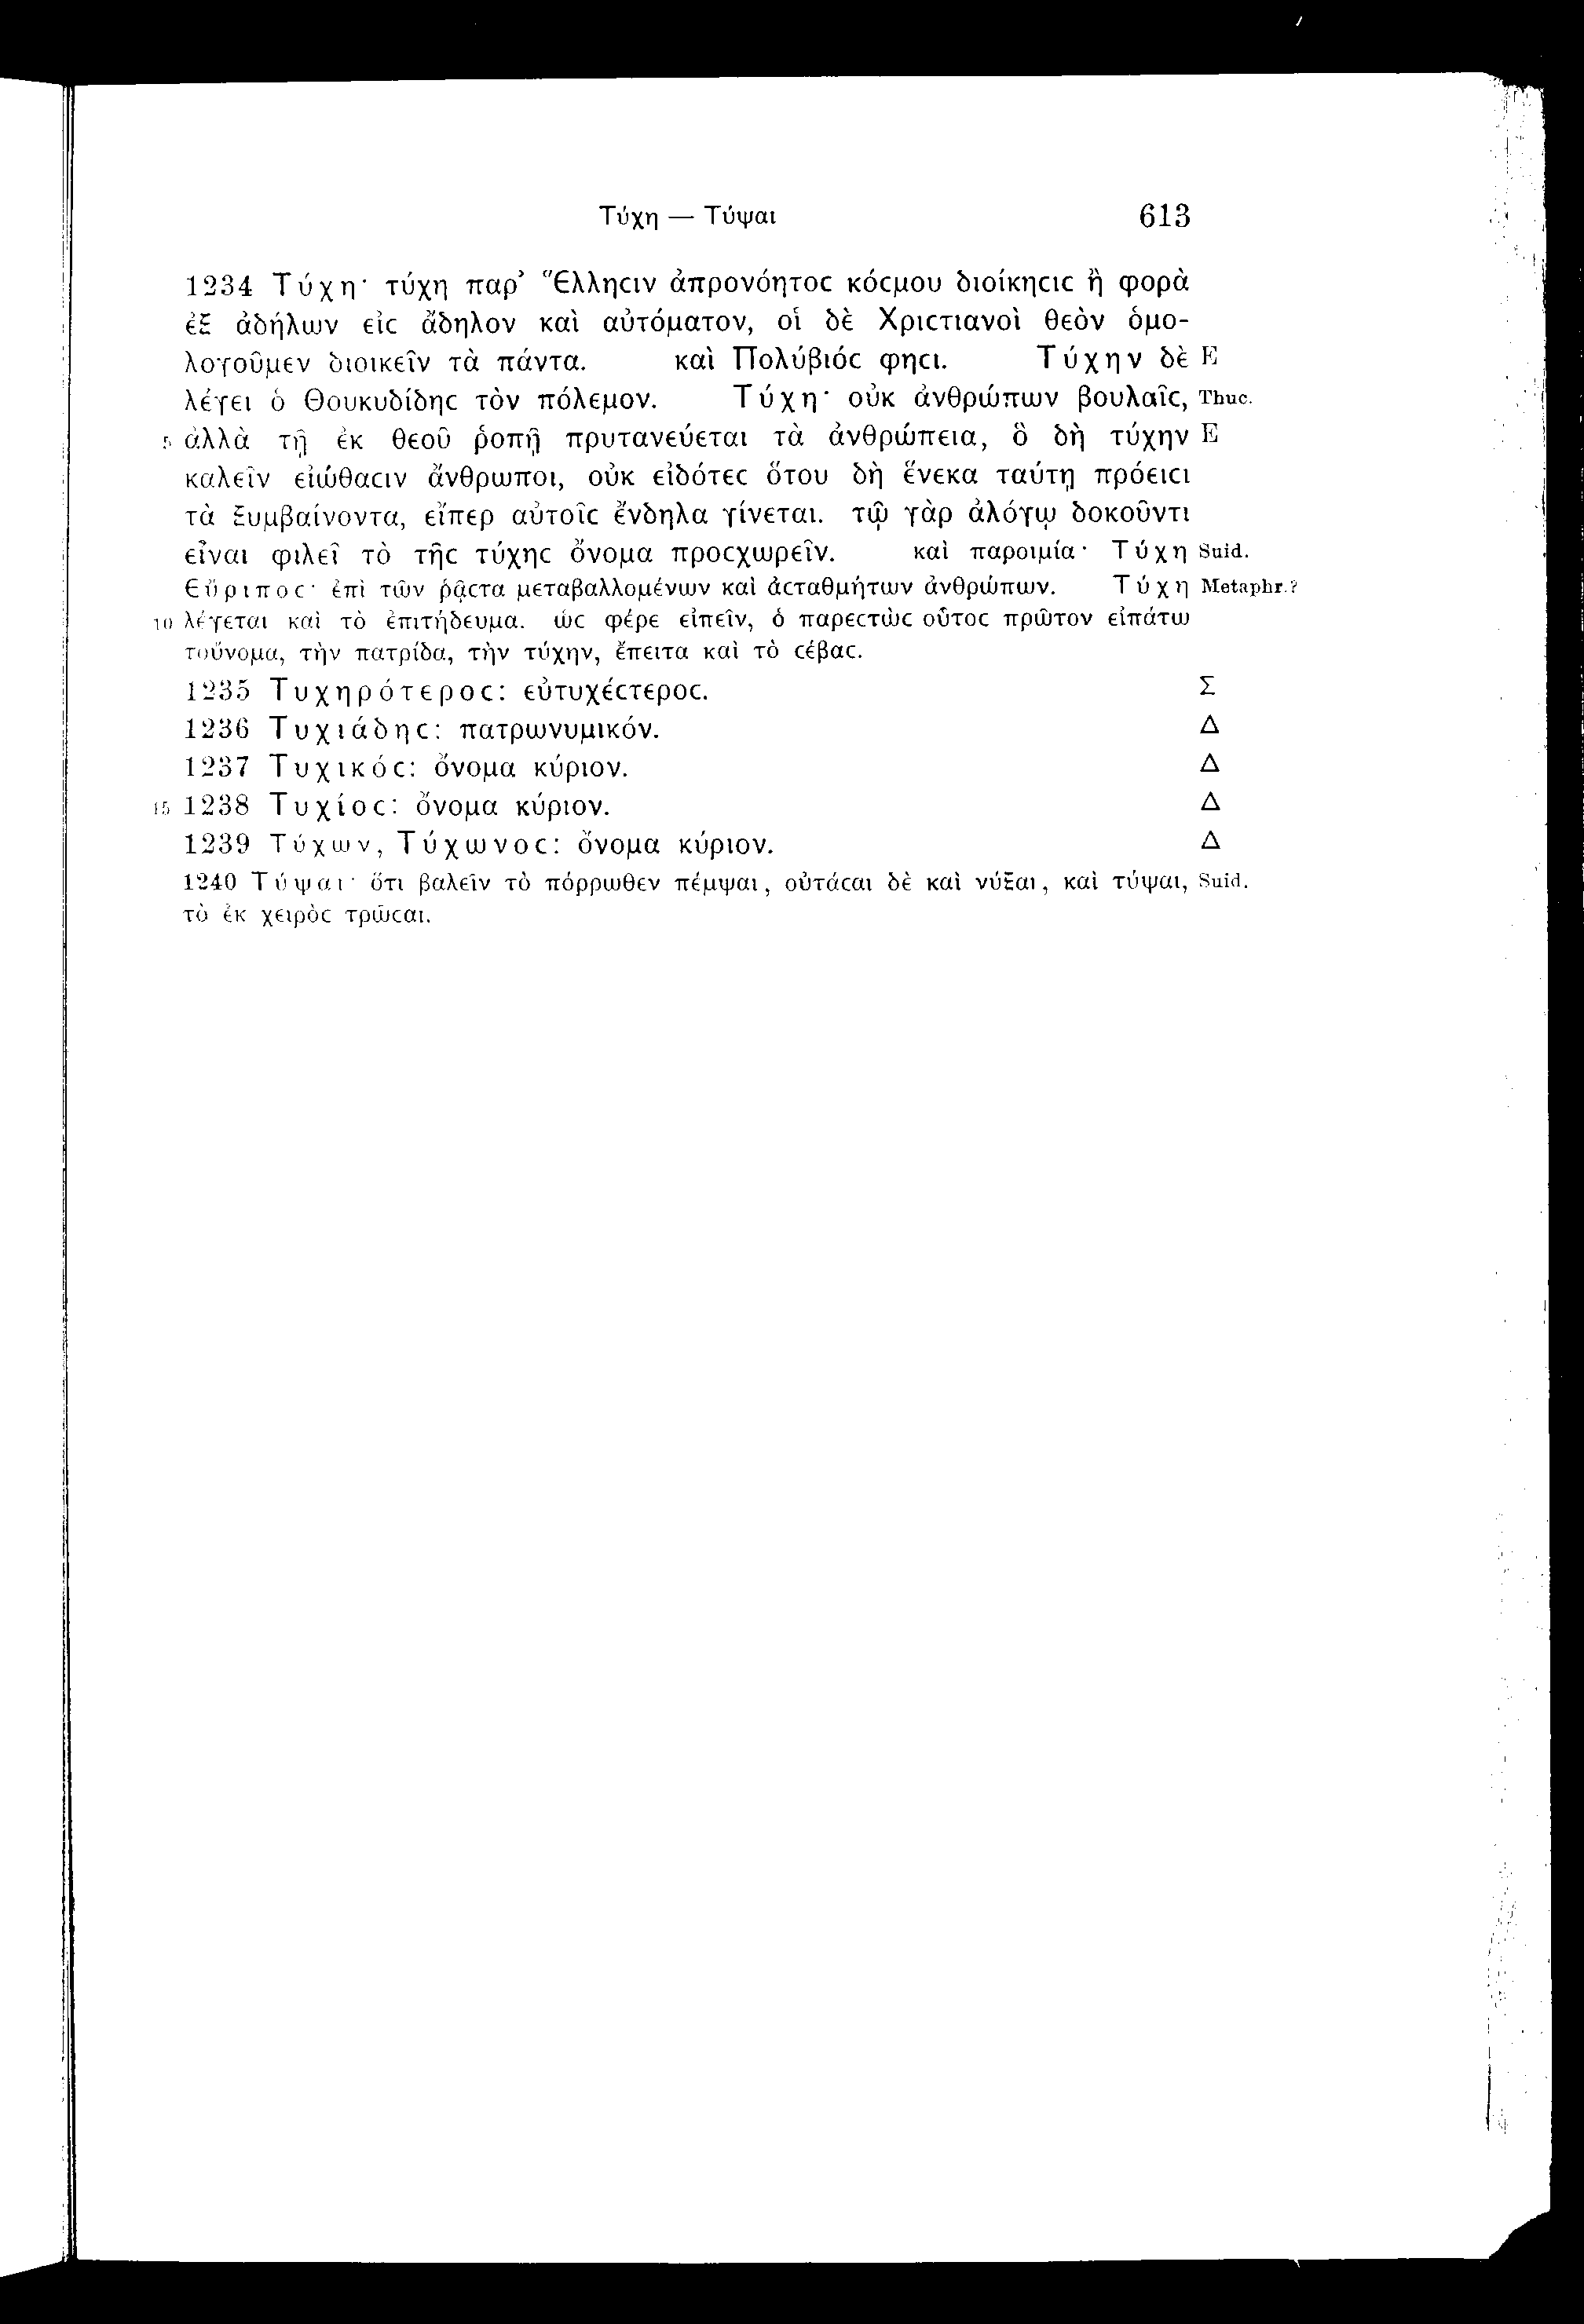 Τύχη — Τύψαι 613
1234 Τύχη· τύχη παρ’ Ἕλληϲιν ἀπρονόητοϲ κόϲμου διοίκηϲιϲ ἢ φορὰ
ἐξ ἀδήλων εἰϲ ἄδηλον καὶ αὐτόματον, οἱ δὲ Χριϲτιανοὶ θεὸν ὁμο-
λογοῦμεν διοικεῖν τὰ πάντα. καὶ Πολύβιόϲ φηϲι. Τύχην δὲ E
λέγει ὁ Θουκυδίδηϲ τὸν πόλεμον. Τύχη· οὐκ ἀνθρώπων βουλαῖϲ, Thuc.
5 ἀλλὰ τῇ ἐκ θεοῦ ῥοπῇ πρυτανεύεται τὰ ἀνθρώπεια, ὃ δὴ τύχην E
καλεῖν εἰώθαϲιν ἄνθρωποι, οὐκ εἰδότεϲ ὅτου δὴ ἕνεκα ταύτῃ πρόειϲι
τὰ ξυμβαίνοντα, εἴπερ αὐτοῖϲ ἔνδηλα γίνεται. τῷ γὰρ ἀλόγῳ δοκοῦντι
εἶναι φιλεῖ τὸ τῆϲ τύχηϲ ὄνομα προϲχωρεῖν. καὶ παροιμία· Τύχη Suid.
Εὔριποϲ· ἐπὶ τῶν ῥᾷϲτα μεταβαλλομένων καὶ ἀϲταθμήτων ἀνθρώπων. Τύχη Metaphr.?
10 λέγεται καὶ τὸ ἐπιτήδευμα. ὡϲ φέρε εἰπεῖν, ὁ παρεϲτὼϲ οὗτοϲ πρῶτον εἰπάτω
τοὔνομα, τὴν πατρίδα, τὴν τύχην, ἔπειτα καὶ τὸ ϲέβαϲ.
1235 Τυχηρότεροϲ: εὐτυχέϲτεροϲ. Σ
1236 Τυχιάδηϲ: πατρωνυμικόν. Δ
1237 Τυχικόϲ: ὄνομα κύριον. Δ
15 1238 Τυχίοϲ: ὄνομα κύριον. Δ
1239 Τύχων, Τύχωνοϲ: ὄνομα κύριον. Δ
1240 Τύψαι· ὅτι βαλεῖν τὸ πόρρωθεν πέμψαι, οὐτάϲαι δὲ καὶ νύξαι, καὶ τύψαι, Suid.
τὸ ἐκ χειρὸϲ τρῶϲαι.